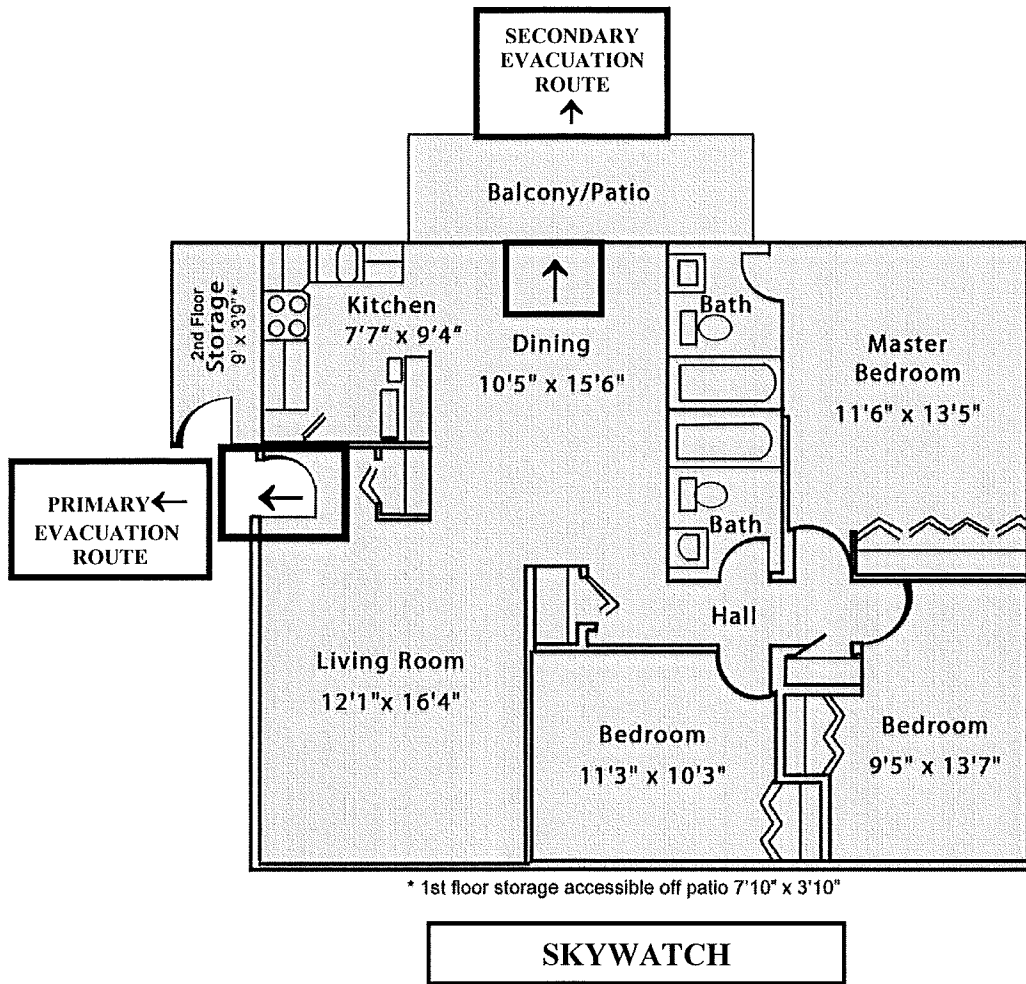 SECONDARY
EVACUATION
ROUTE
Balcony/Patio
2nd Floor
Storage
9' x 3'9"*
Kitchen
7'7" x 9'4"
Dining
10'5" x 15'6"
Bath
Master
Bedroom
11'6" x 13'5"
PRIMARY
EVACUATION
ROUTE
Bath
Hall
Living Room
12'1"x 16'4"
Bedroom
11'3" x 10'3"
Bedroom
9'5" x 13'7"
* 1st floor storage accessible off patio 7'10" x 3'10"
SKYWATCH